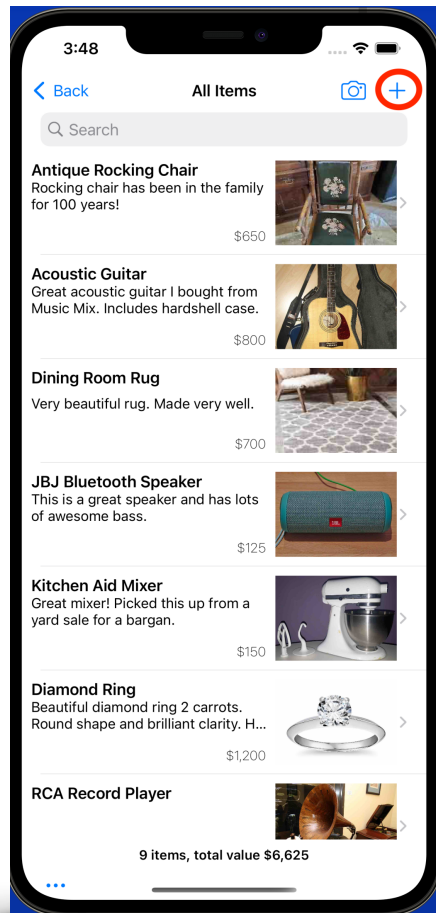 3:48
Back
All Items
Search
Antique Rocking Chair
Rocking chair has been in the family
for 100 years!
$650
Acoustic Guitar
Great acoustic guitar I bought from
Music Mix. Includes hardshell case.
$800
Dining Room Rug
Very beautiful rug. Made very well.
$700
JBJ Bluetooth Speaker
This is a great speaker and has lots
of awesome bass.
$125
Kitchen Aid Mixer
Great mixer! Picked this up from a
yard sale for a bargan.
$150
Diamond Ring
Beautiful diamond ring 2 carrots.
Round shape and brilliant clarity. H...
$1,200
RCA Record Player
9 items, total value $6,625